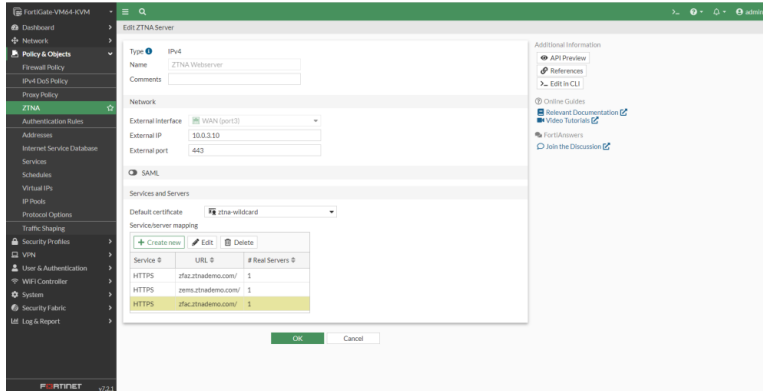 FortiGate-VM64-KVM
admin
Dashboard
Network
Policy & Objects
Firewall Policy
IPv4 DoS Policy
Proxy Policy
ZTNA
Authentication Rules
Addresses
Internet Service Database
Services
Schedules
Virtual IPs
IP Pools
Protocol Options
Traffic Shaping
Security Profiles
VPN
User & Authentication
WiFi Controller
System
Security Fabric
Log & Report
FORTINET v7.2.1
Edit ZTNA Server
Type IPv4
Name ZTNA Webserver
Comments
Network
External interface WAN (port3)
External IP 10.0.3.10
External port 443
SAML
Services and Servers
Default certificate ztna-wildcard
Service/server mapping
+ Create new Edit Delete
Service URL # Real Servers
HTTPS zfaz.ztnademo.com/ 1
HTTPS zems.ztnademo.com/ 1
HTTPS zfac.ztnademo.com/ 1
OK Cancel
Additional Information
API Preview
References
>_ Edit in CLI
Online Guides
Relevant Documentation
Video Tutorials
FortiAnswers
Join the Discussion